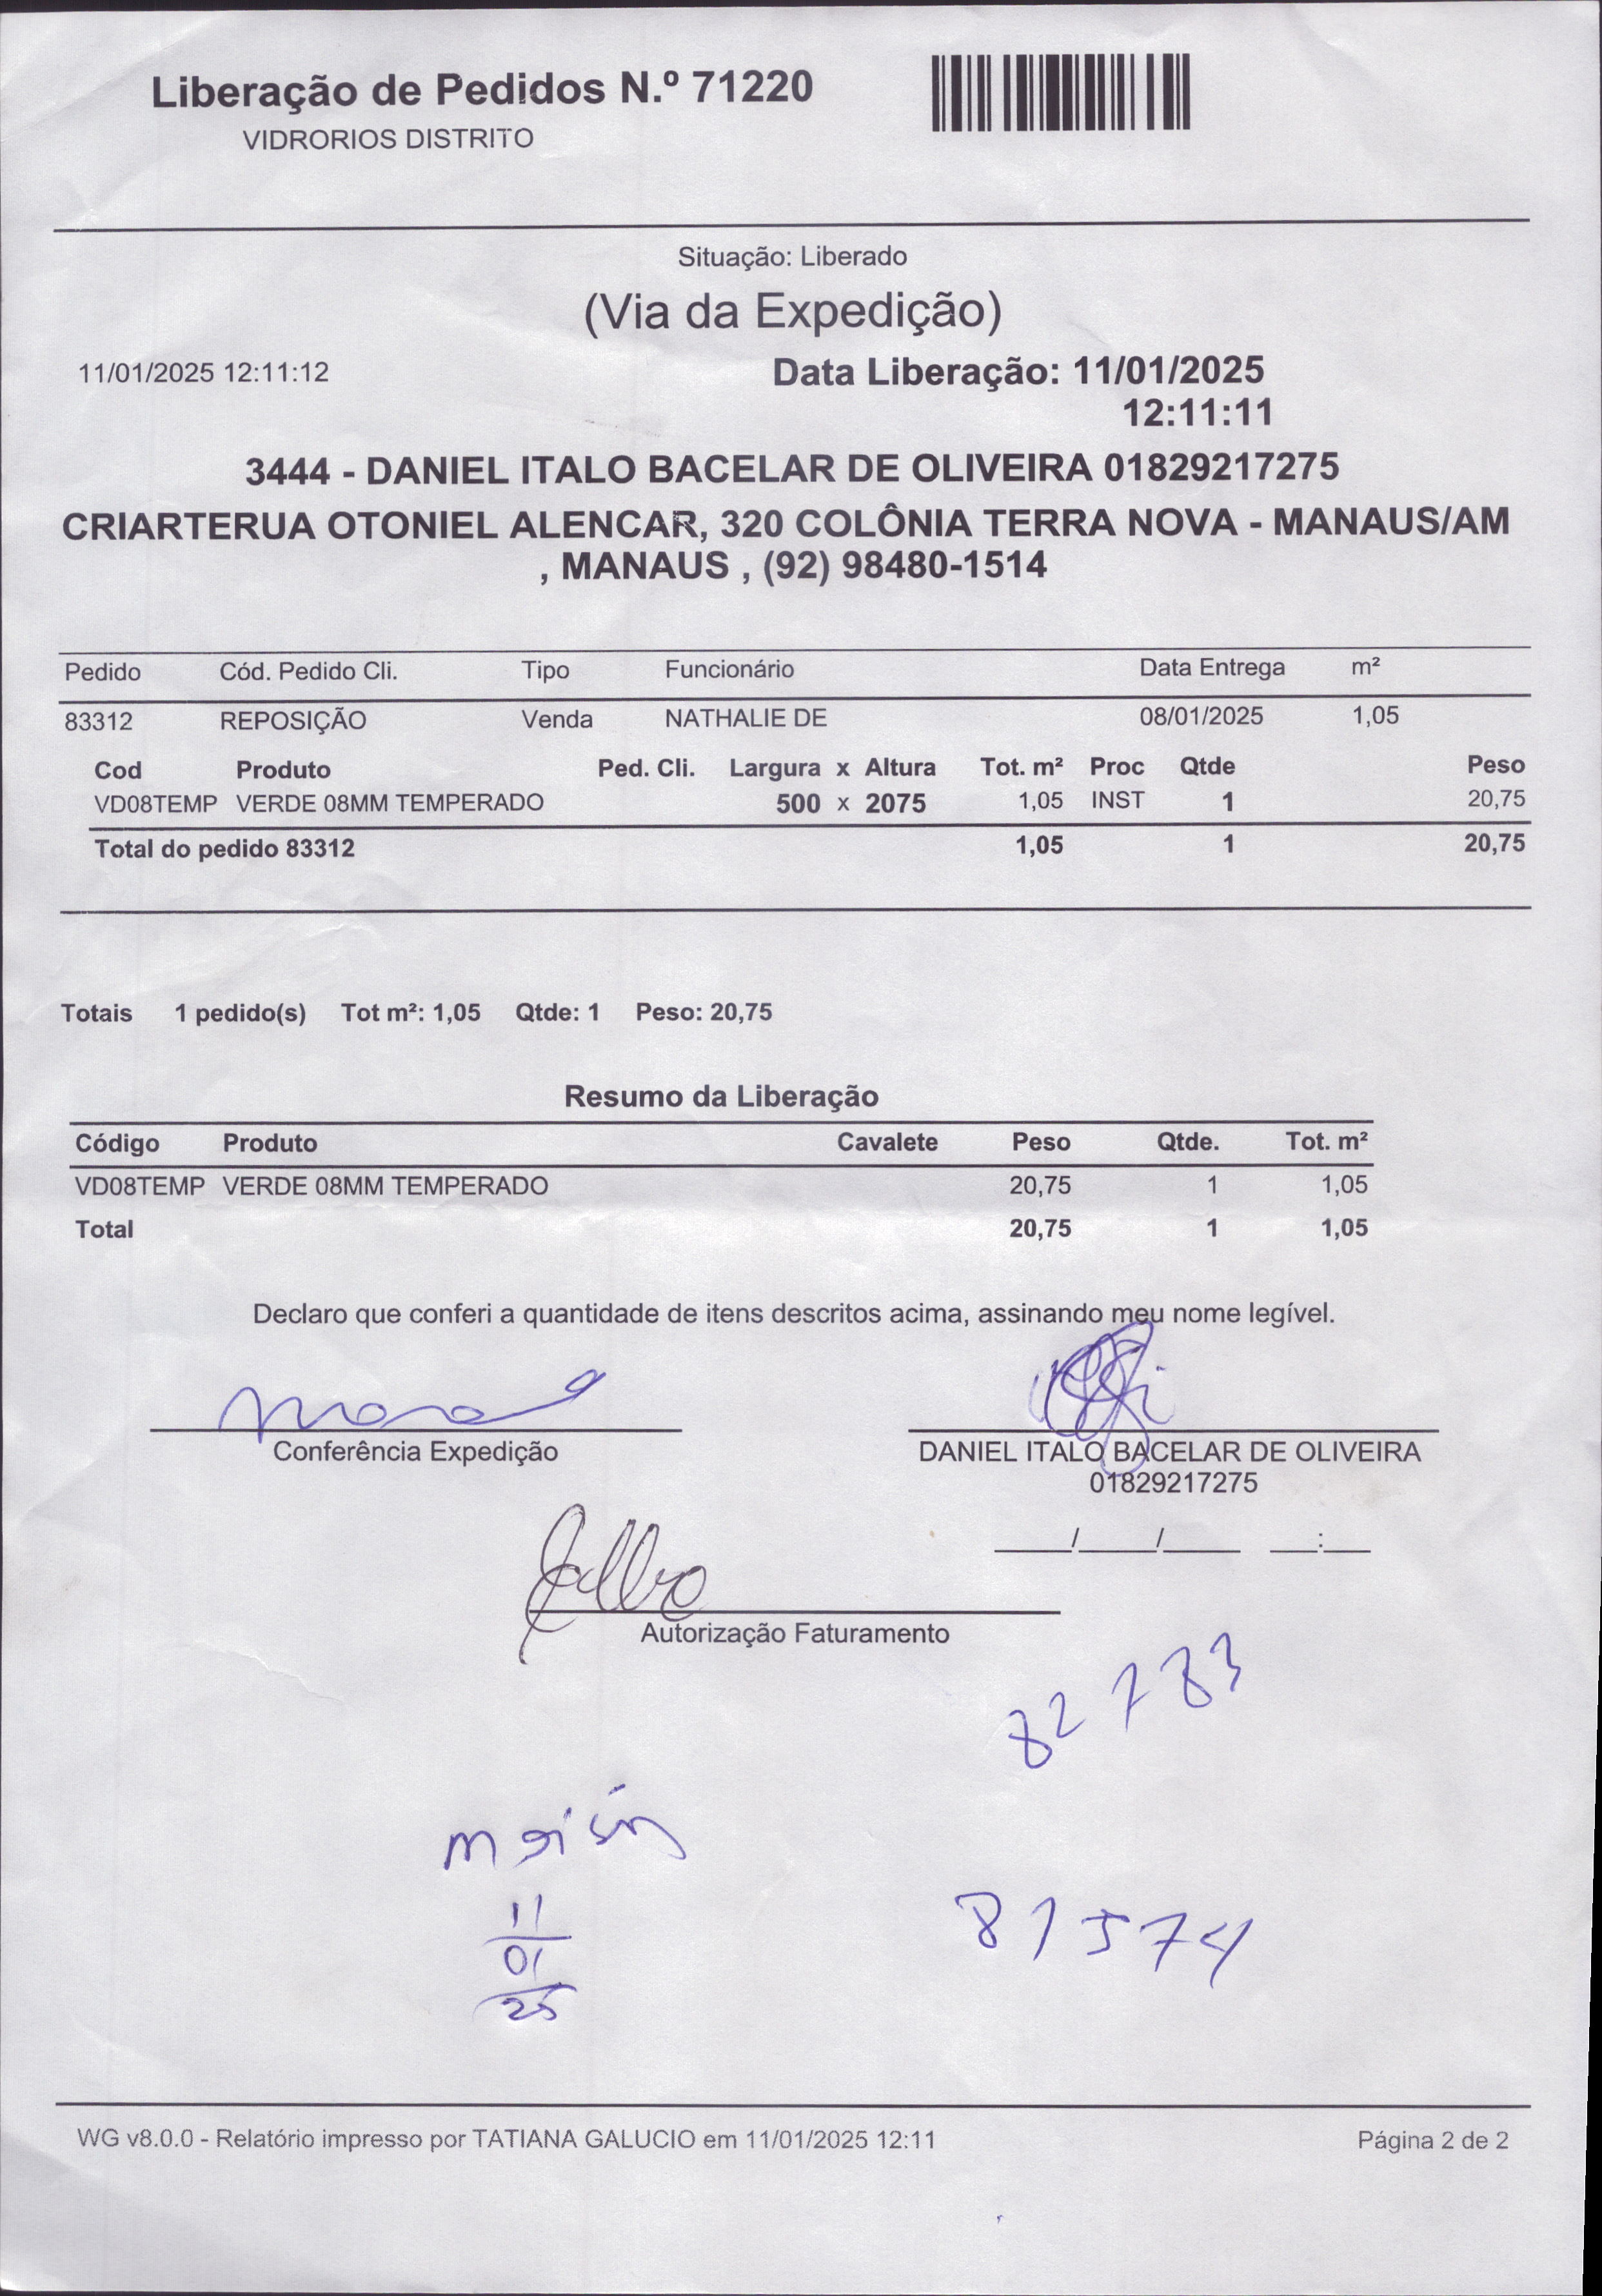 Liberação de Pedidos N.º 71220
VIDRORIOS DISTRITO
Situação: Liberado
(Via da Expedição)
11/01/2025 12:11:12
Data Liberação: 11/01/2025
12:11:11
3444 - DANIEL ITALO BACELAR DE OLIVEIRA 01829217275
CRIARTERUA OTONIEL ALENCAR, 320 COLÔNIA TERRA NOVA - MANAUS/AM
, MANAUS , (92) 98480-1514
Pedido Cód. Pedido Cli. Tipo Funcionário Data Entrega m²
83312 REPOSIÇÃO Venda NATHALIE DE 08/01/2025 1,05
Cod Produto Ped. Cli. Largura x Altura Tot. m² Proc Qtde Peso
VD08TEMP VERDE 08MM TEMPERADO 500 x 2075 1,05 INST 1 20,75
Total do pedido 83312 1,05 1 20,75
Totais 1 pedido(s) Tot m²: 1,05 Qtde: 1 Peso: 20,75
Resumo da Liberação
Código Produto Cavalete Peso Qtde. Tot. m²
VD08TEMP VERDE 08MM TEMPERADO 20,75 1 1,05
Total 20,75 1 1,05
Declaro que conferi a quantidade de itens descritos acima, assinando meu nome legível.
Conferência Expedição
DANIEL ITALO BACELAR DE OLIVEIRA
01829217275
___/___/___ __:__
Autorização Faturamento
82783
11
01
25
81574
WG v8.0.0 - Relatório impresso por TATIANA GALUCIO em 11/01/2025 12:11 Página 2 de 2